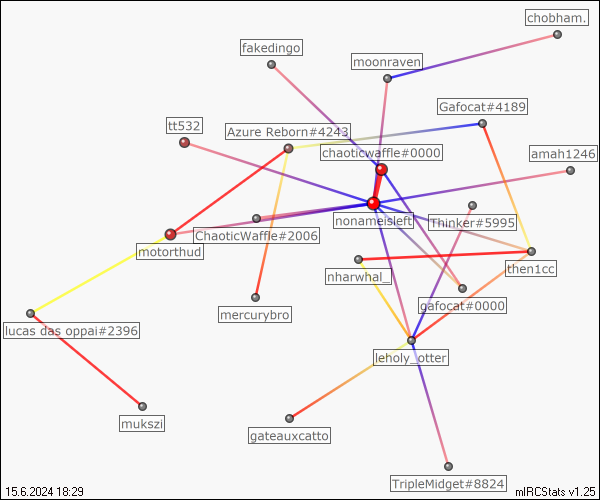 chobham.
fakedingo
moonraven
Gafocat#4189
tt532
Azure Reborn#4243
chaoticwaffle#0000
amah1246
nonameisleft
Thinker#5995
ChaoticWaffle#2006
motorthud
then1cc
nharwhal_
gafocat#0000
mercurybro
lucas das oppai#2396
leholy_otter
mukszi
gateauxcatto
TripleMidget#8824
15.6.2024 18:29
mIRCStats v1.25